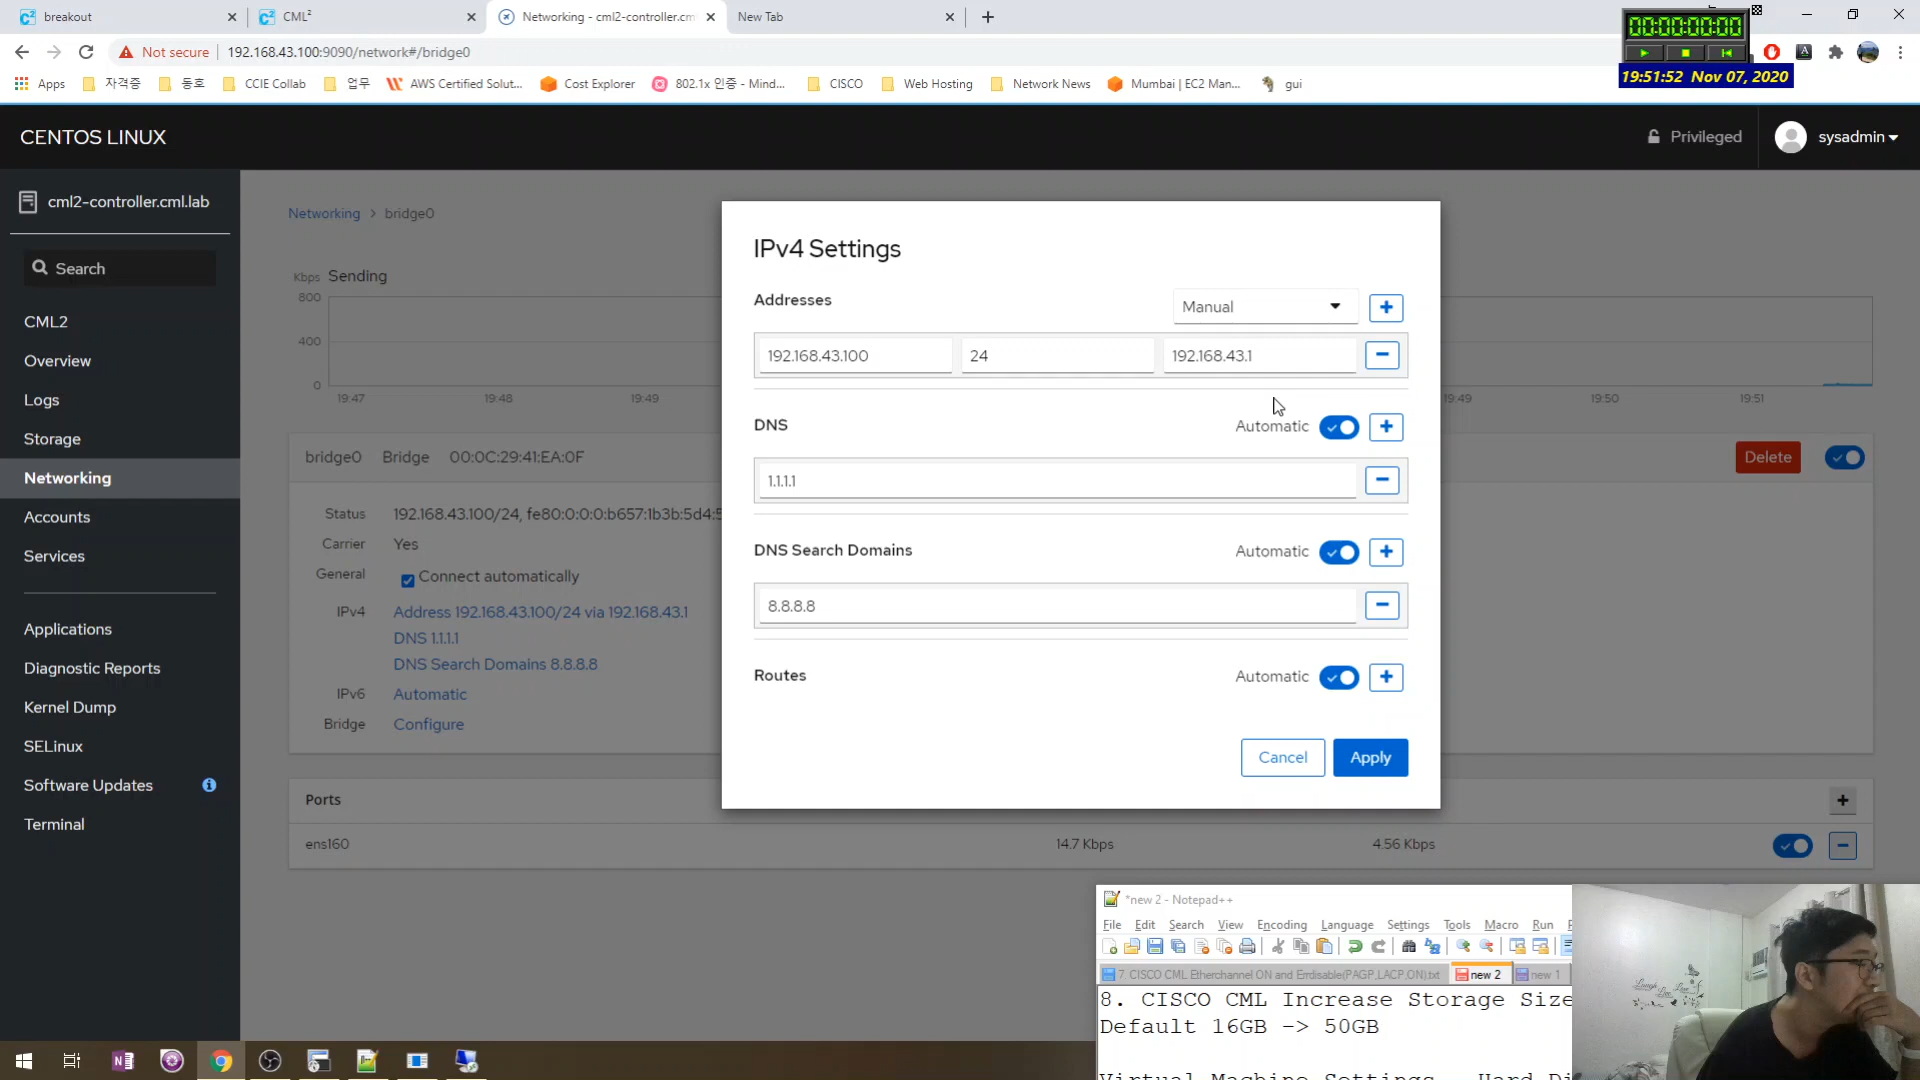 breakout
CML²
Networking - cml2-controller.cm
New Tab
Not secure
192.168.43.100:9090/network#/bridge0
00:00:00:00
19:51:52 Nov 07, 2020
Apps
자격증
동호
CCIE Collab
업무
AWS Certified Solut...
Cost Explorer
802.1x 인증 - Mind...
CISCO
Web Hosting
Network News
Mumbai | EC2 Man...
gui
CENTOS LINUX
Privileged
sysadmin
cml2-controller.cml.lab
Search
CML2
Overview
Logs
Storage
Networking
Accounts
Services
Applications
Diagnostic Reports
Kernel Dump
SELinux
Software Updates
Terminal
Networking > bridge0
Kbps Sending
800
400
0
19:47
19:48
19:49
19:49
19:50
19:51
bridge0 Bridge 00:0C:29:41:EA:0F
Delete
Status 192.168.43.100/24, fe80:0:0:0:b657:1b3b:5d4:5
Carrier Yes
General Connect automatically
IPv4 Address 192.168.43.100/24 via 192.168.43.1
DNS 1.1.1.1
DNS Search Domains 8.8.8.8
IPv6 Automatic
Bridge Configure
Ports
ens160 14.7 Kbps 4.56 Kbps
IPv4 Settings
Addresses Manual
192.168.43.100 24 192.168.43.1
DNS Automatic
1.1.1.1
DNS Search Domains Automatic
8.8.8.8
Routes Automatic
Cancel Apply
*new 2 - Notepad++
File Edit Search View Encoding Language Settings Tools Macro Run
7. CISCO CML Etherchannel ON and Errdisable(PAGP,LACP,ON).txt
new 2
new 1
8. CISCO CML Increase Storage Size
Default 16GB -> 50GB
Virtual Machine Settings
Hard Di